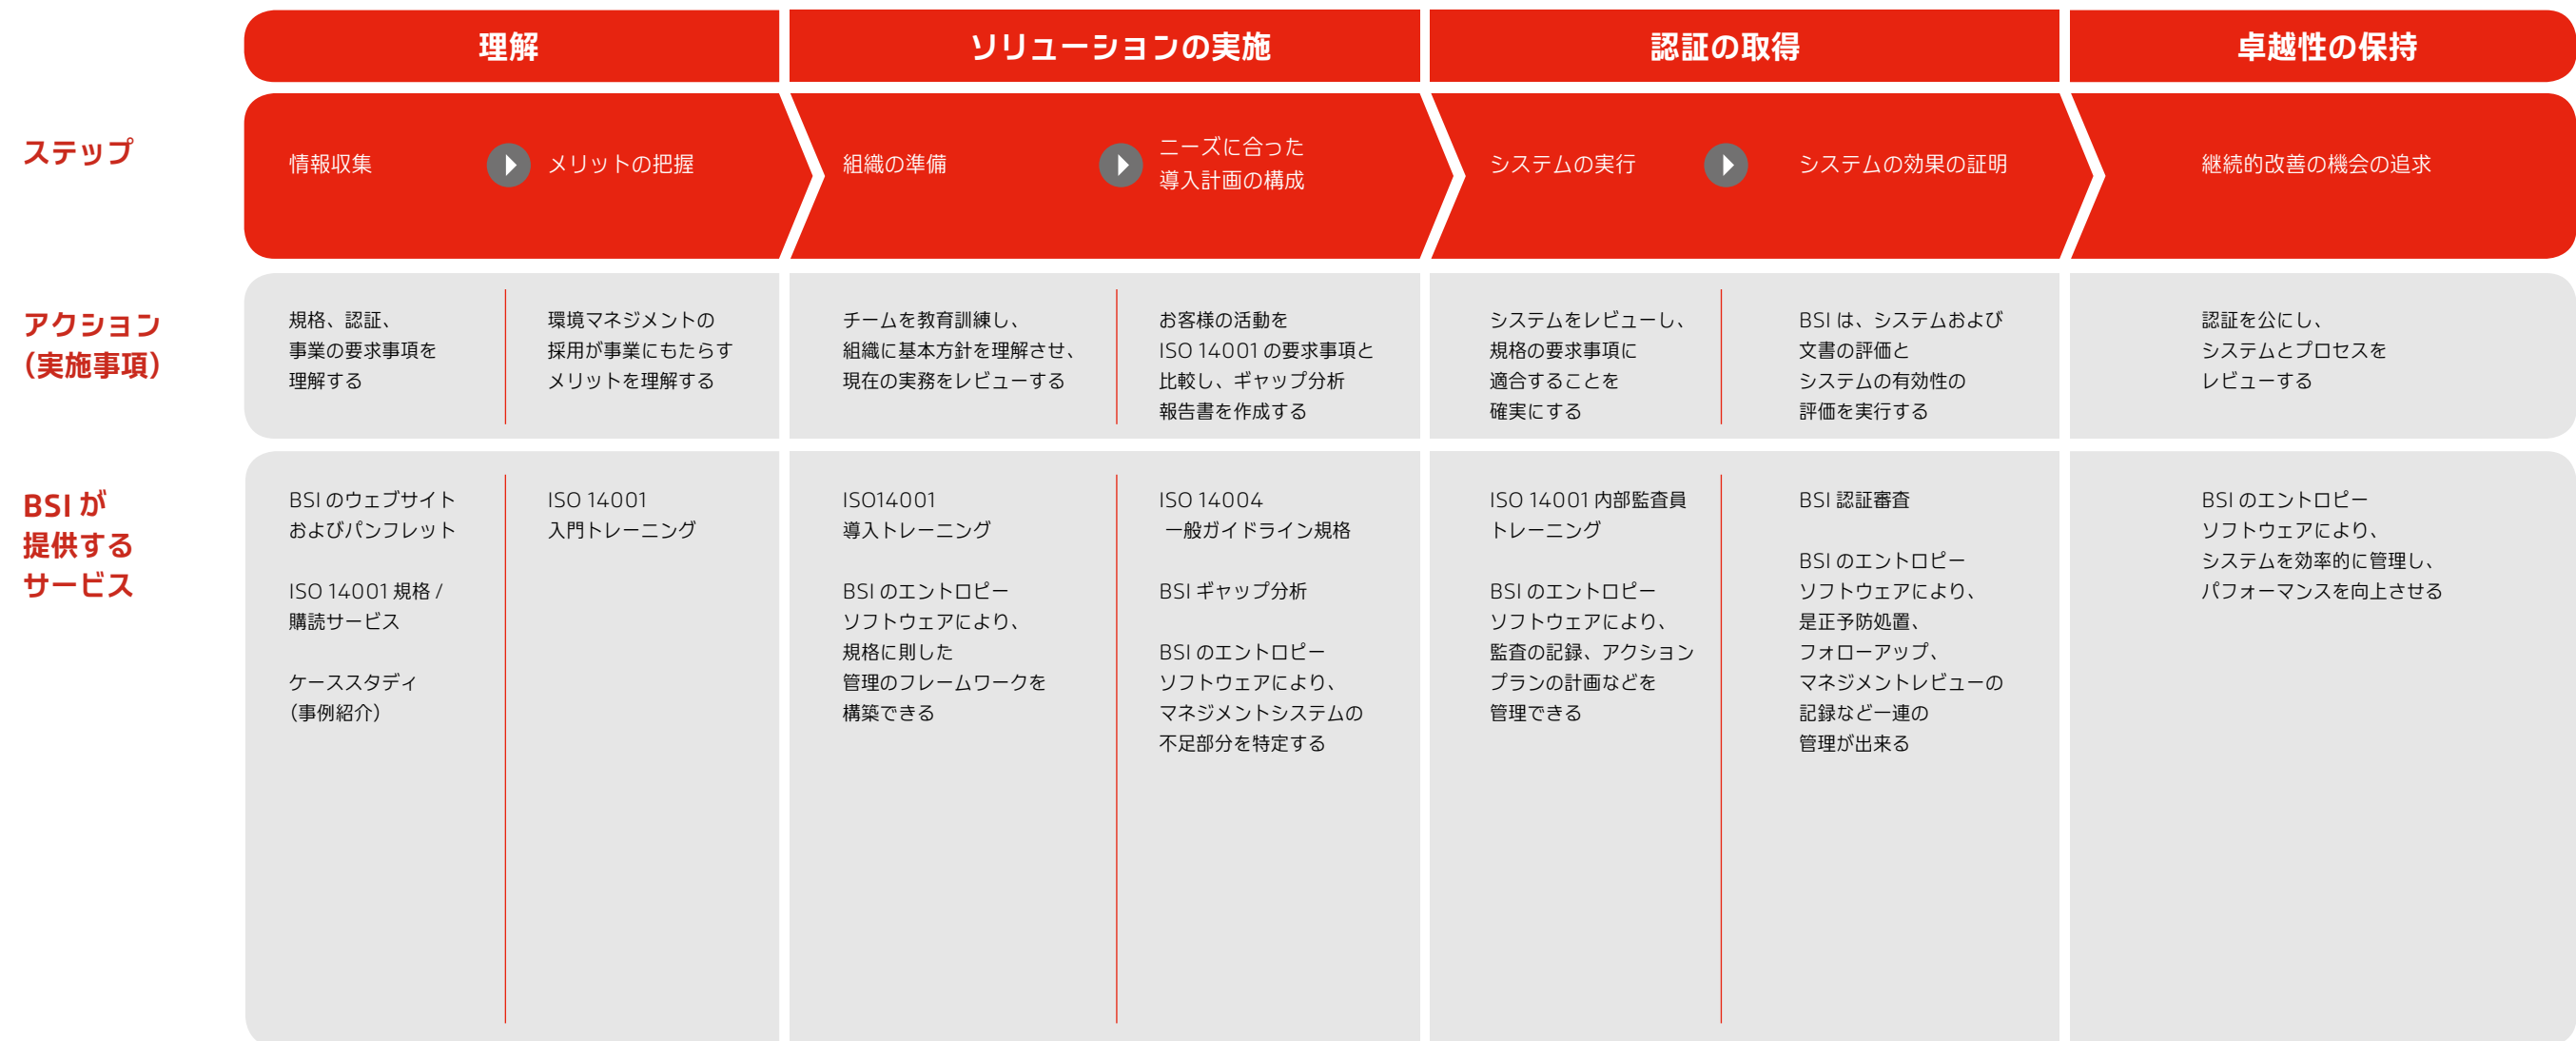 理解
ソリューションの実施
認証の取得
卓越性の保持
ステップ
情報収集
メリットの把握
組織の準備
ニーズに合った
導入計画の構成
システムの実行
システムの効果の証明
継続的改善の機会の追求
アクション
（実施事項）
規格、認証、
事業の要求事項を
理解する
環境マネジメントの
採用が事業にもたらす
メリットを理解する
チームを教育訓練し、
組織に基本方針を理解させ、
現在の実務をレビューする
お客様の活動を
ISO 14001 の要求事項と
比較し、ギャップ分析
報告書を作成する
システムをレビューし、
規格の要求事項に
適合することを
確実にする
BSI は、システムおよび
文書の評価と
システムの有効性の
評価を実行する
認証を公にし、
システムとプロセスを
レビューする
BSI が
提供する
サービス
BSI のウェブサイト
およびパンフレット
ISO 14001 規格 /
購読サービス
ケーススタディ
（事例紹介）
ISO 14001
入門トレーニング
ISO14001
導入トレーニング
BSI のエントロピー
ソフトウェアにより、
規格に則した
管理のフレームワークを
構築できる
ISO 14004
一般ガイドライン規格
BSI ギャップ分析
BSI のエントロピー
ソフトウェアにより、
マネジメントシステムの
不足部分を特定する
ISO 14001 内部監査員
トレーニング
BSI のエントロピー
ソフトウェアにより、
監査の記録、アクション
プランの計画などを
管理できる
BSI 認証審査
BSI のエントロピー
ソフトウェアにより、
是正予防処置、
フォローアップ、
マネジメントレビューの
記録など一連の
管理が出来る
BSI のエントロピー
ソフトウェアにより、
システムを効率的に管理し、
パフォーマンスを向上させる